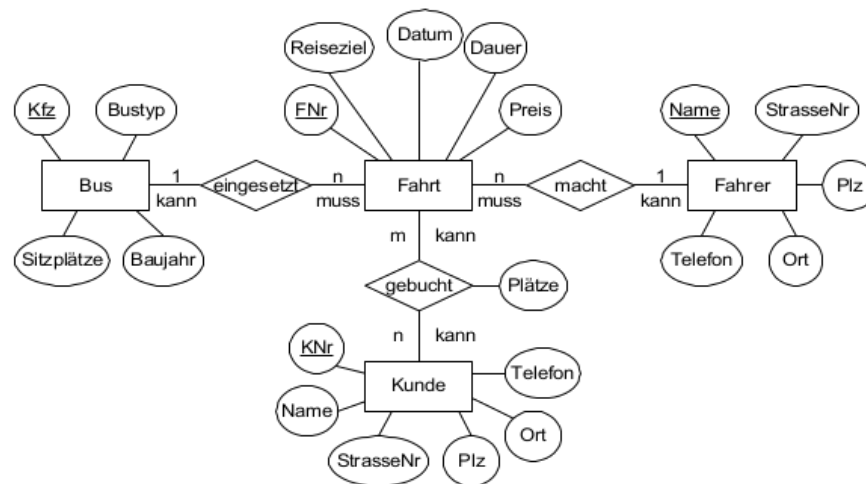 Reiseziel
Datum
Dauer
Kfz
Bustyp
FNr
Preis
Name
StrasseNr
Bus
1
kann
eingesetzt
n
muss
Fahrt
n
muss
macht
1
kann
Fahrer
Plz
Sitzplätze
Baujahr
m
kann
Telefon
Ort
gebucht
Plätze
n
kann
KNr
Kunde
Telefon
Name
Ort
StrasseNr
Plz